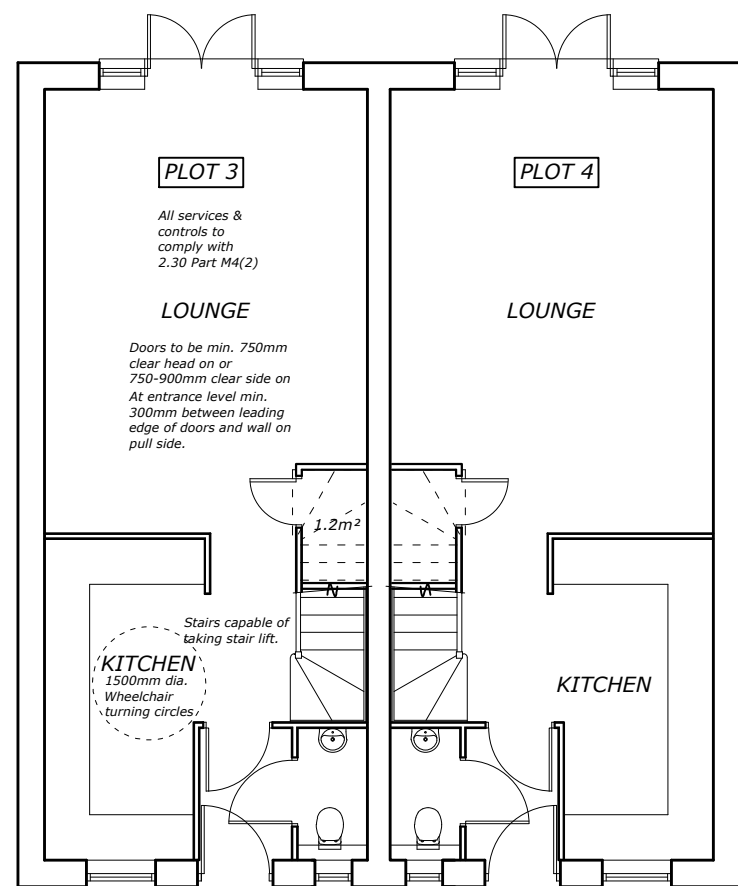 PLOT 3
PLOT 4
All services &
controls to
comply with
2.30 Part M4(2)
LOUNGE
LOUNGE
Doors to be min. 750mm
clear head on or
750-900mm clear side on
At entrance level min.
300mm between leading
edge of doors and wall on
pull side.
1.2m²
Stairs capable of
taking stair lift.
KITCHEN
1500mm dia.
Wheelchair
turning circles
KITCHEN